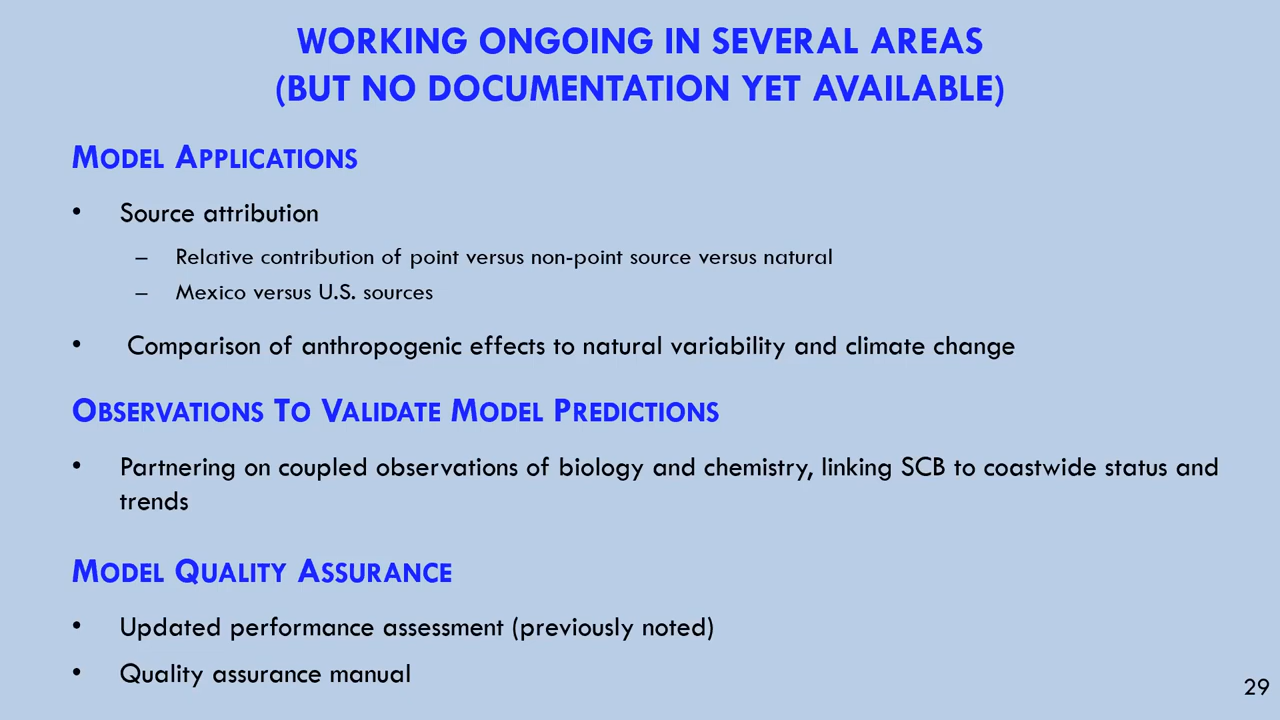 WORKING ONGOING IN SEVERAL AREAS
(BUT NO DOCUMENTATION YET AVAILABLE)
MODEL APPLICATIONS
• Source attribution
– Relative contribution of point versus non-point source versus natural
– Mexico versus U.S. sources
• Comparison of anthropogenic effects to natural variability and climate change
OBSERVATIONS TO VALIDATE MODEL PREDICTIONS
• Partnering on coupled observations of biology and chemistry, linking SCB to coastwide status and
trends
MODEL QUALITY ASSURANCE
• Updated performance assessment (previously noted)
• Quality assurance manual
29